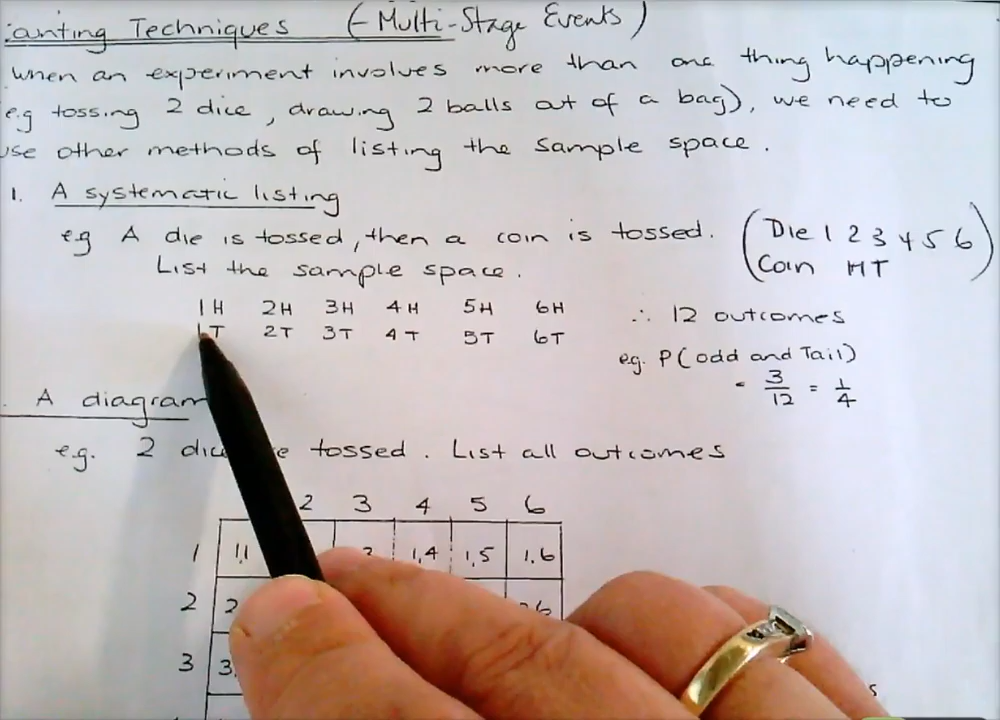 Techniques (-Multi-Stage Events)
When an experiment involves more than one thing happening
e.g tossing 2 dice, drawing 2 balls out of a bag), we need to
other methods of listing the sample space.
1. A systematic listing
eg A die is tossed, then a coin is tossed. (Die 1 2 3 4 5 6
List the sample space. Coin HT)
1H 2H 3H 4H 5H 6H ∴ 12 outcomes
1T 2T 3T 4T 5T 6T
eg. P(odd and Tail)
= 3/12 = 1/4
. A diagram
eg. 2 tossed. List all outcomes
2 3 4 5 6
1 1,1 1,4 1,5 1,6
2 2
3 3,